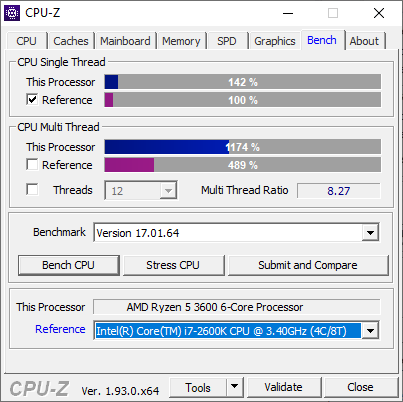 CPU-Z
CPU Caches Mainboard Memory SPD Graphics Bench About
CPU Single Thread
This Processor 142 %
Reference 100 %
CPU Multi Thread
This Processor 1174 %
Reference 489 %
Threads 12 Multi Thread Ratio 8.27
Benchmark Version 17.01.64
Bench CPU Stress CPU Submit and Compare
This Processor AMD Ryzen 5 3600 6-Core Processor
Reference Intel(R) Core(TM) i7-2600K CPU @ 3.40GHz (4C/8T)
CPU-Z Ver. 1.93.0.x64 Tools Validate Close